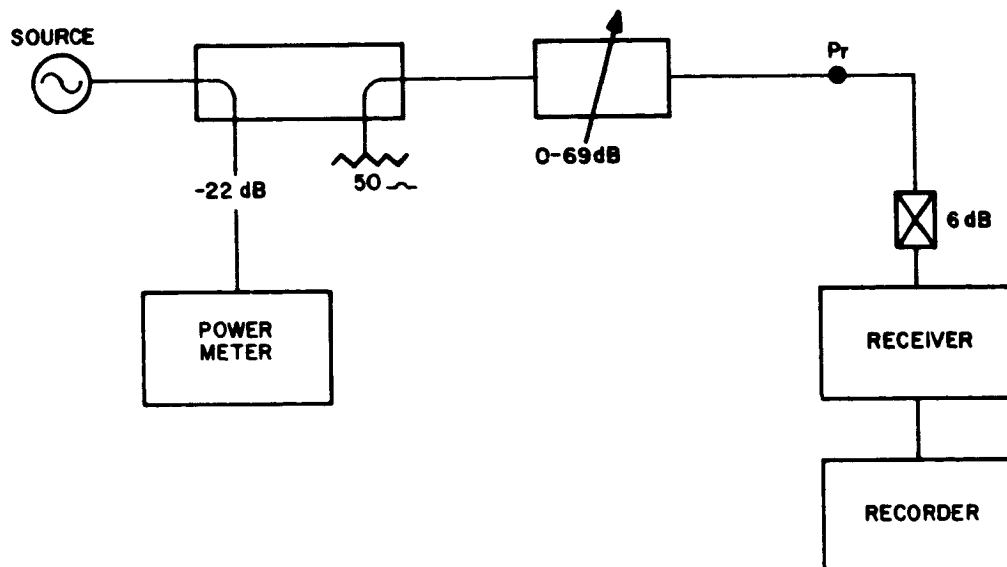 SOURCE
-22 dB
50
0-69dB
Pr
6 dB
POWER
METER
RECEIVER
RECORDER